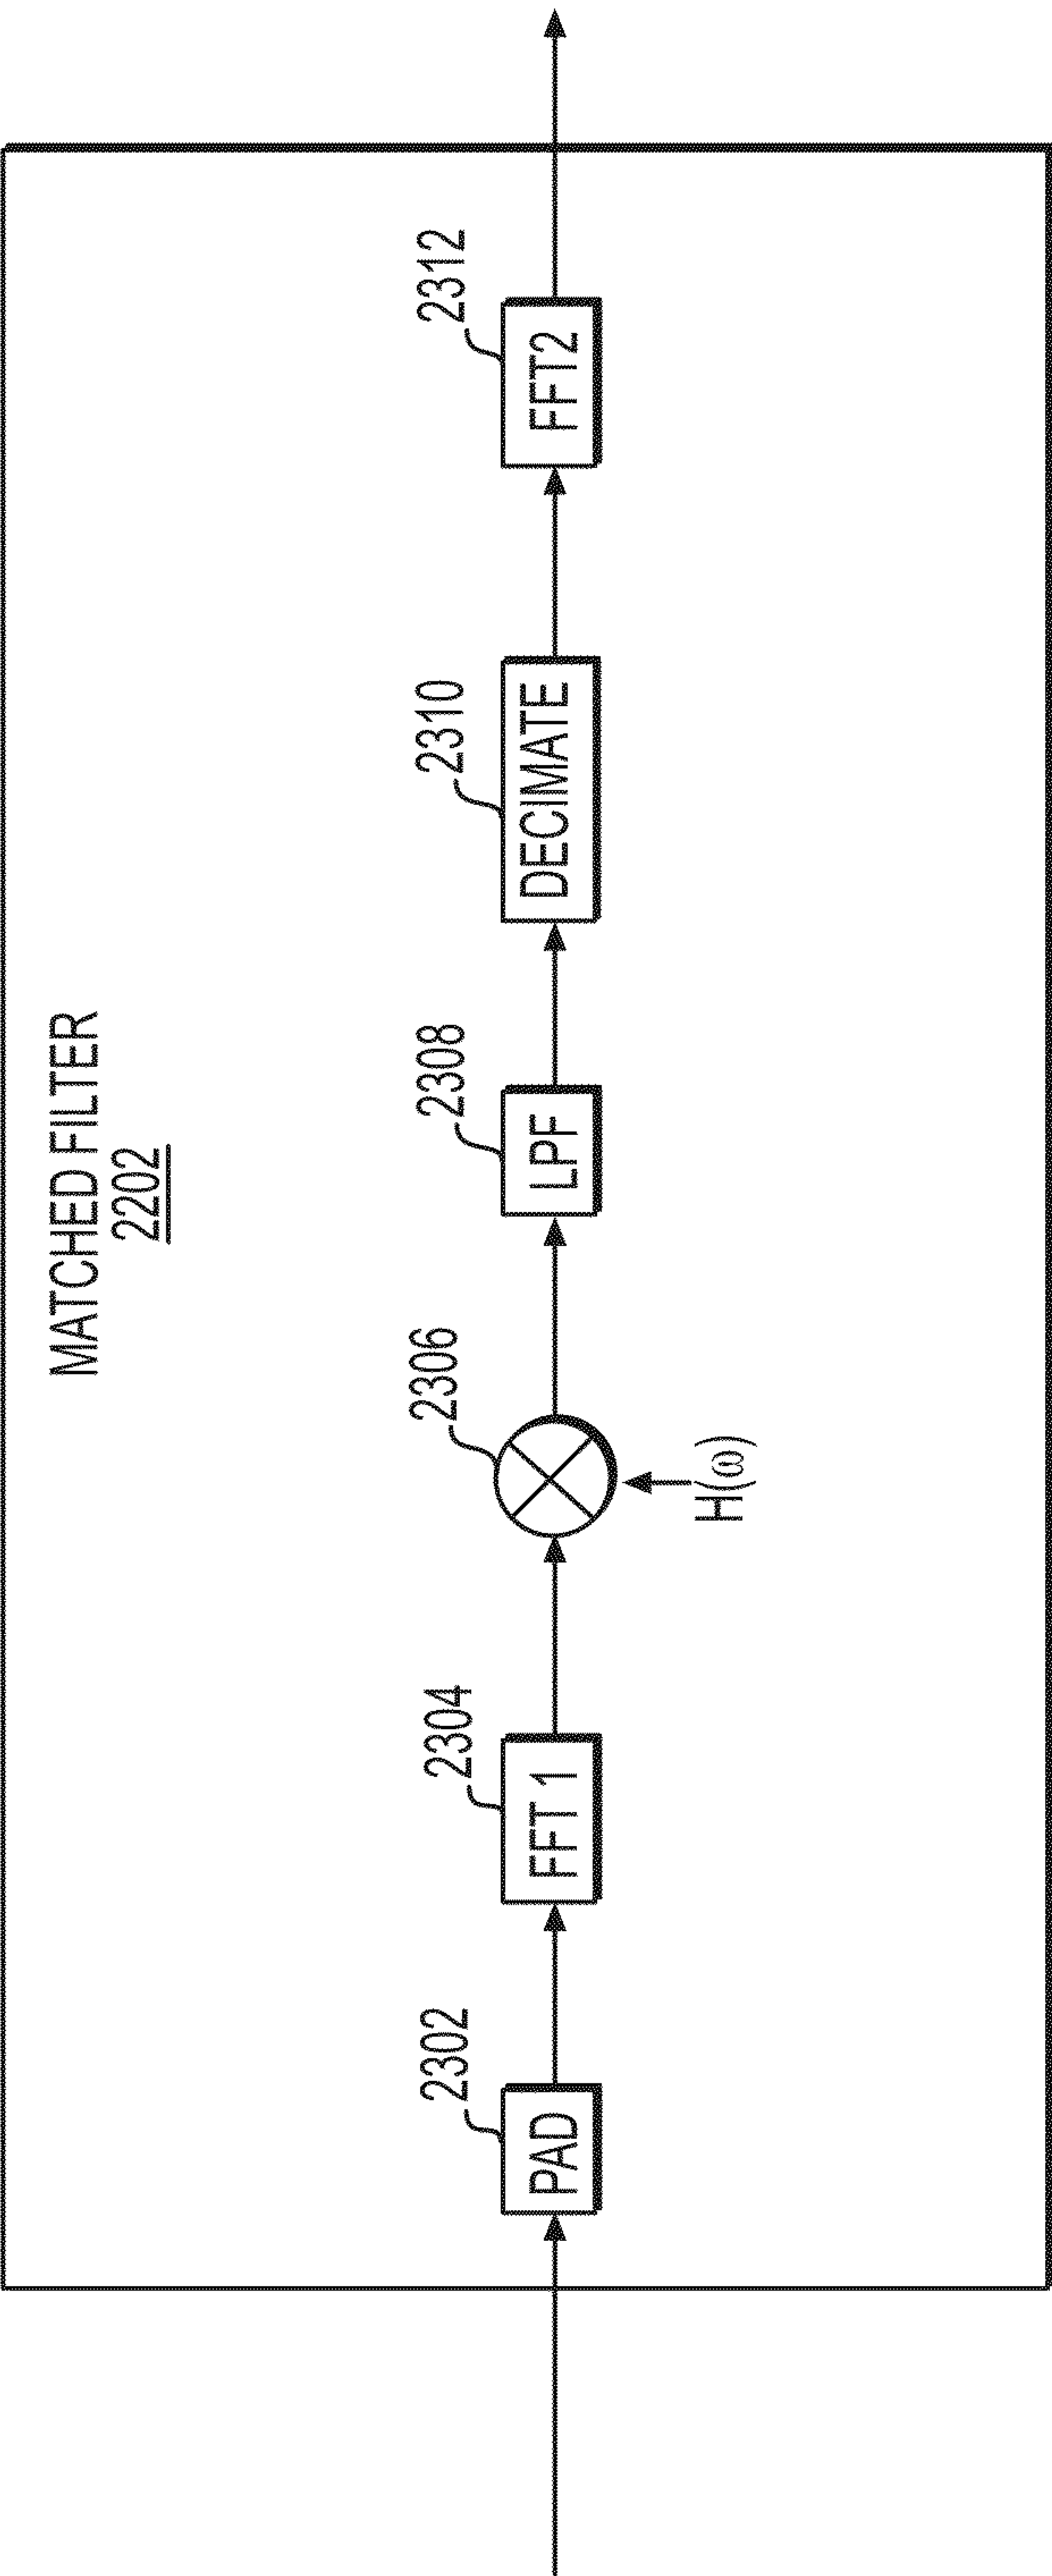 MATCHED FILTER
2202
2302
PAD
2304
FFT 1
2306
H(ω)
2308
LPF
2310
DECIMATE
2312
FFT2